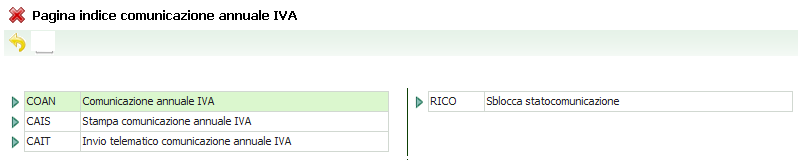 Pagina indice comunicazione annuale IVA
COAN Comunicazione annuale IVA
CAIS Stampa comunicazione annuale IVA
CAIT Invio telematico comunicazione annuale IVA
RICO Sblocca statocomunicazione